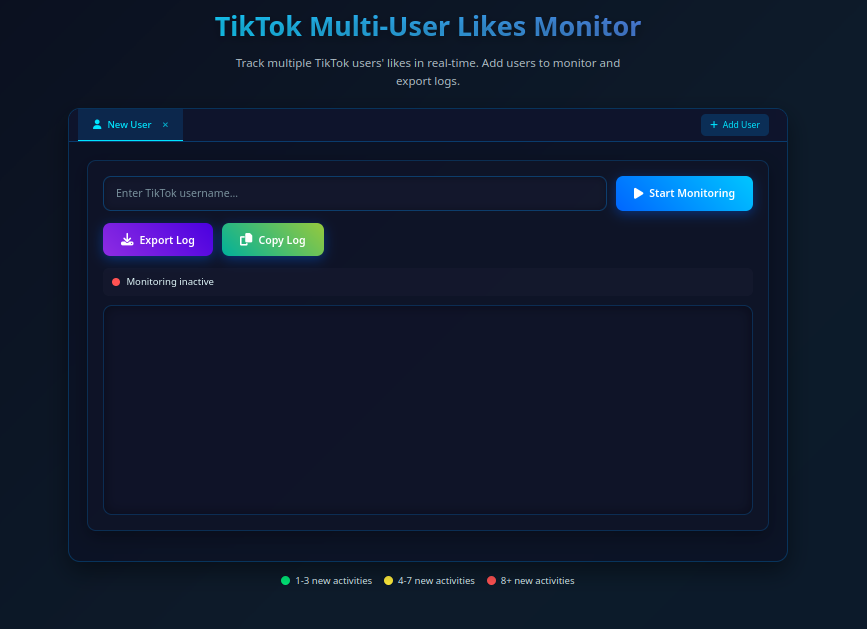 TikTok Multi-User Likes Monitor
Track multiple TikTok users' likes in real-time. Add users to monitor and
export logs.
New User ×
+ Add User
Enter TikTok username...
Start Monitoring
Export Log
Copy Log
Monitoring inactive
1-3 new activities
4-7 new activities
8+ new activities